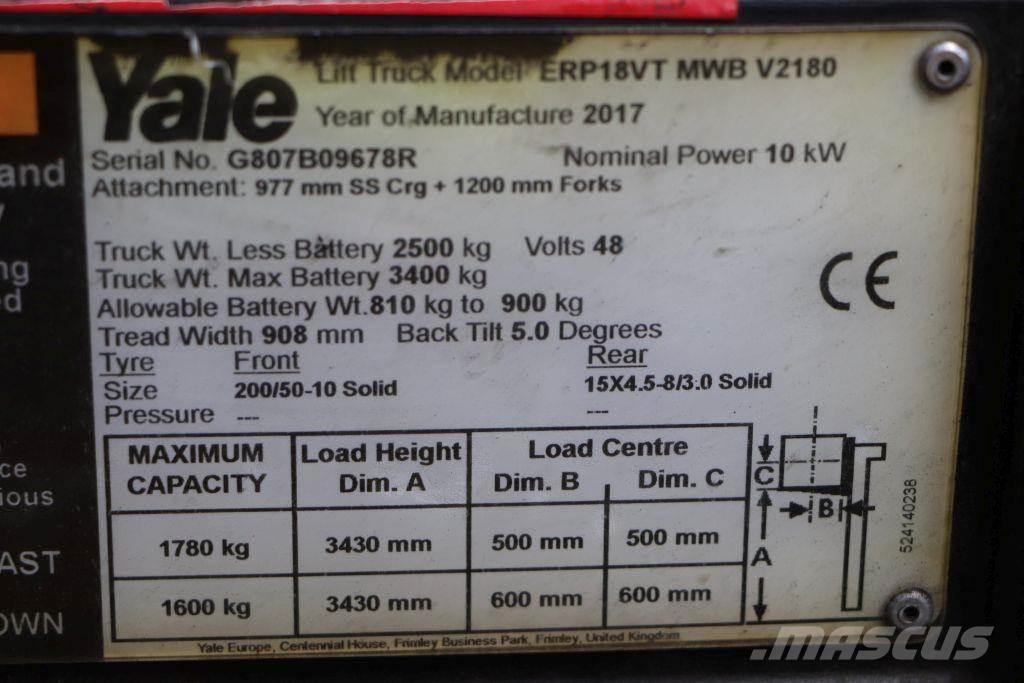 Yale
Lift Truck Model ERP18VT MWB V2180
Year of Manufacture 2017
Serial No. G807B09678R Nominal Power 10 kW
Attachment: 977 mm SS Crg + 1200 mm Forks
Truck Wt. Less Battery 2500 kg Volts 48
Truck Wt. Max Battery 3400 kg
Allowable Battery Wt. 810 kg to 900 kg
Tread Width 908 mm Back Tilt 5.0 Degrees
Tyre Front Rear
Size 200/50-10 Solid 15X4.5-8/3.0 Solid
Pressure --- ---
MAXIMUM CAPACITY Load Height Dim. A Load Centre Dim. B Dim. C
1780 kg 3430 mm 500 mm 500 mm
1600 kg 3430 mm 600 mm 600 mm
C
B
A
524140238
CE
Yale Europe, Centennial House, Frimley Business Park, Frimley, United Kingdom
and
ng
ed
ce
ious
AST
OWN
MASCUS